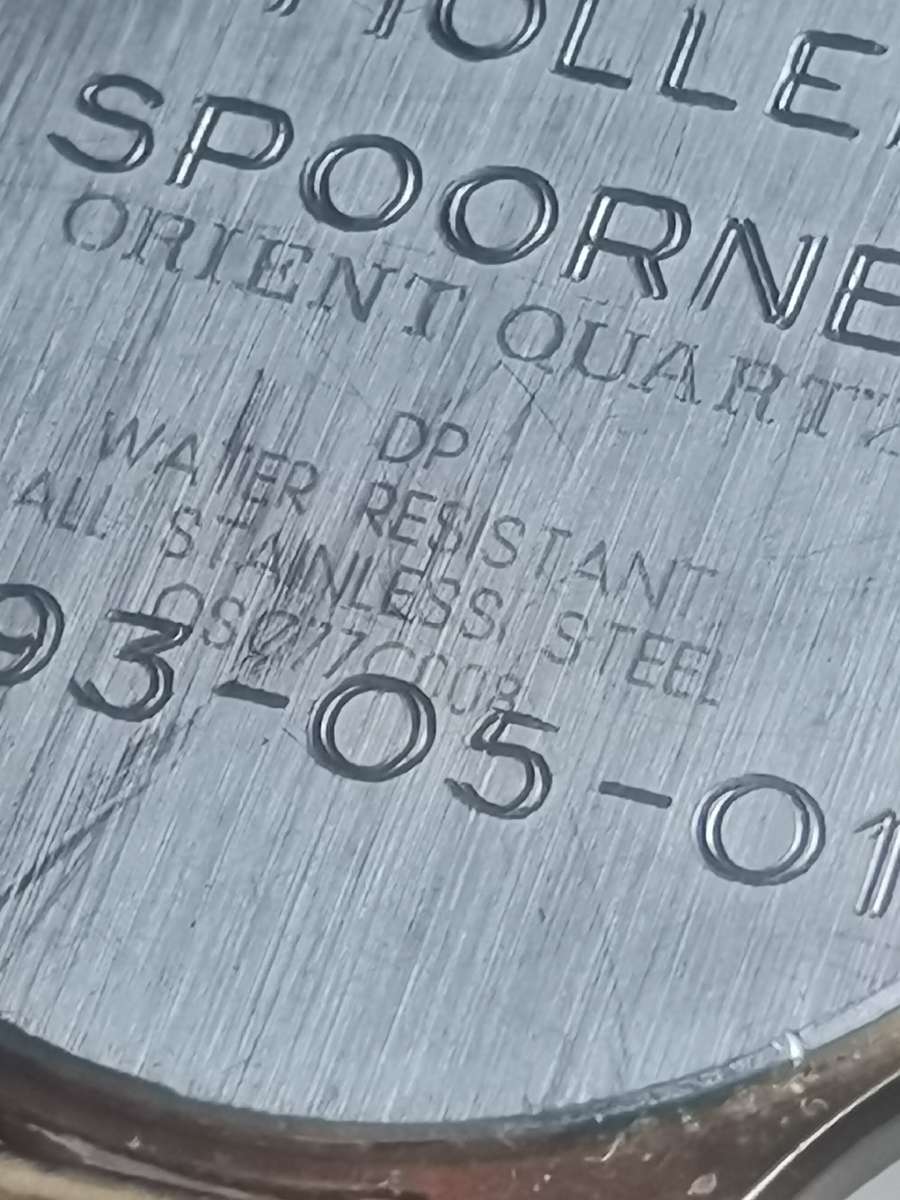 SPOORNE
ORIENT QUARTZ
DP
WATER RESISTANT
ALL STAINLESS STEEL
93-05-01